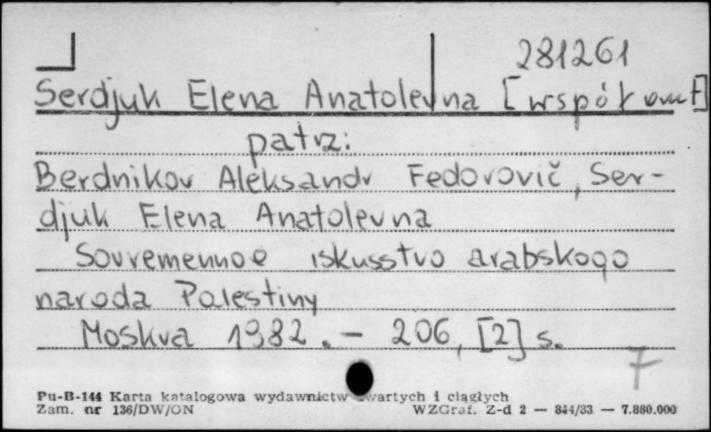 281261
Serdjuk Elena Anatolevna [współaut]
patrz:
Berdnikov Aleksandr Fedorovič, Ser-
djuk Elena Anatolevna
Sovremennoe iskusstvo arabskogo
naroda Palestiny
Moskva 1982. – 206, [2] s.
7
Pu-B-144 Karta katalogowa wydawnictw zwartych i ciągłych
Zam. nr 136/DW/ON WZGraf. Z-d 2 — 844/83 — 7.880.000